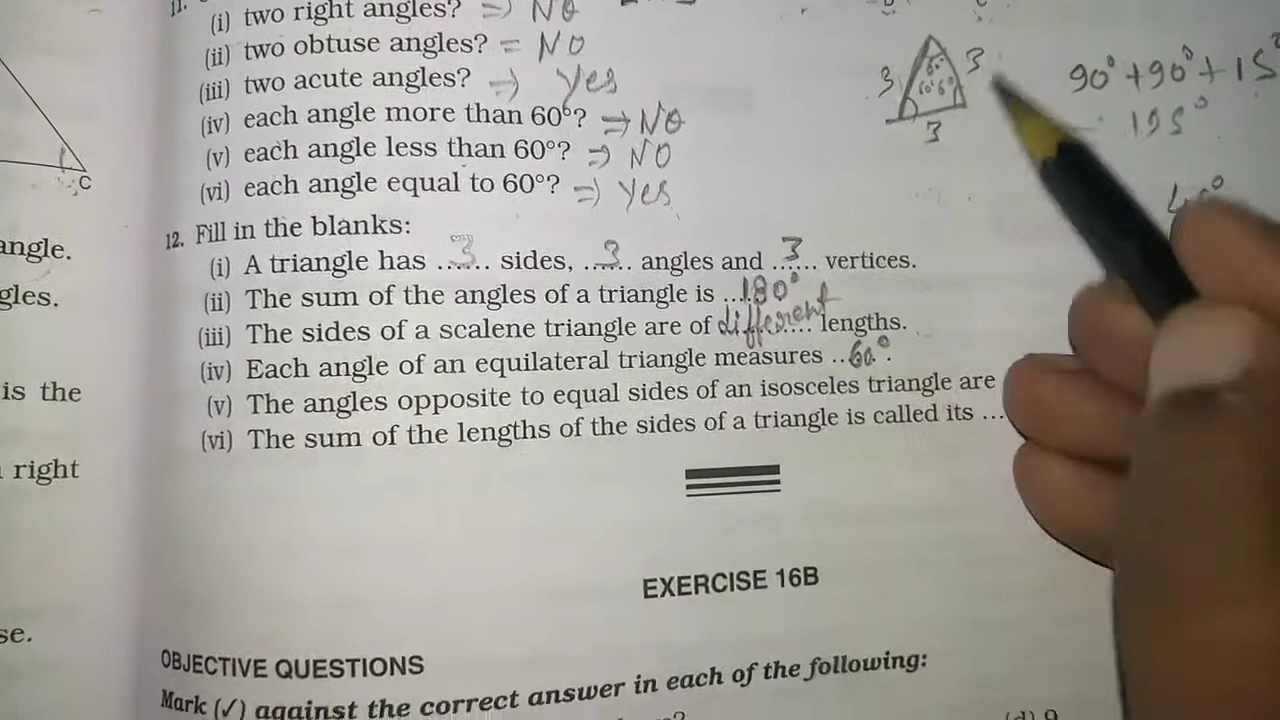 11.
(i) two right angles? ⇒ NO
(ii) two obtuse angles? = NO
(iii) two acute angles? ⇒ Yes
(iv) each angle more than 60°? ⇒ NO
(v) each angle less than 60°? ⇒ NO
(vi) each angle equal to 60°? ⇒ Yes
3 3
3
90° + 90° + 15°
195°
C
angle.
gles.
is the
right
se.
12. Fill in the blanks:
(i) A triangle has ...3... sides, ...3... angles and ...3... vertices.
(ii) The sum of the angles of a triangle is ...180°
(iii) The sides of a scalene triangle are of different.... lengths.
(iv) Each angle of an equilateral triangle measures ..60°.
(v) The angles opposite to equal sides of an isosceles triangle are
(vi) The sum of the lengths of the sides of a triangle is called its ...
EXERCISE 16B
OBJECTIVE QUESTIONS
Mark (✓) against the correct answer in each of the following:
(d) 9